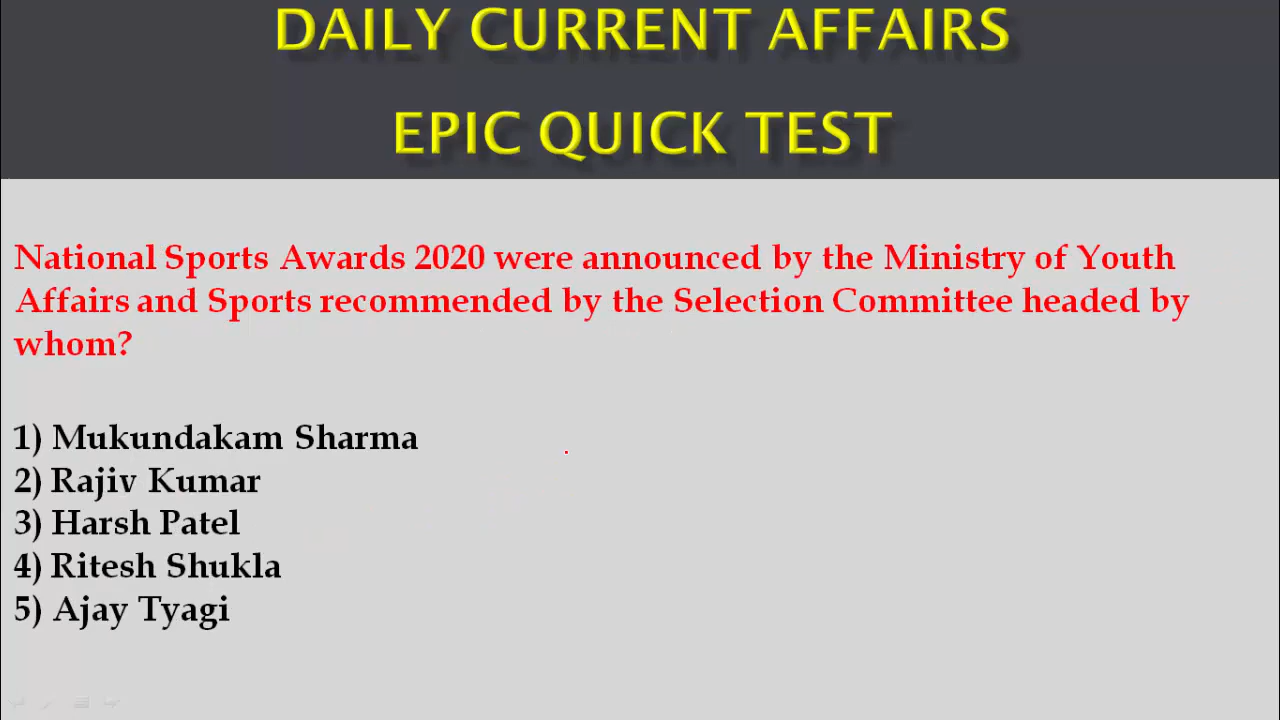 DAILY CURRENT AFFAIRS
EPIC QUICK TEST
National Sports Awards 2020 were announced by the Ministry of Youth
Affairs and Sports recommended by the Selection Committee headed by
whom?
1) Mukundakam Sharma
2) Rajiv Kumar
3) Harsh Patel
4) Ritesh Shukla
5) Ajay Tyagi